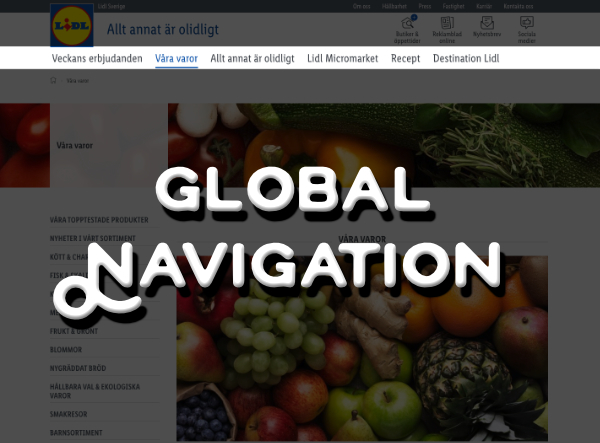 Lidl Sverige Om oss Hållbarhet Press Fastighet Karriär Kontakta oss
LiDL Allt annat är olidligt
Butiker & öppettider Reklamblad online Nyhetsbrev Sociala medier
Veckans erbjudanden Våra varor Allt annat är olidligt Lidl Micromarket Recept Destination Lidl
Våra varor
Våra varor
GLOBAL
NAVIGATION
VÅRA TOPPTESTADE PRODUKTER
NYHETER I VÅRT SORTIMENT
VÅRA VAROR
KÖTT & CHARK
FISK &
FRUKT & GRÖNT
BLOMMOR
NYGRÄDDAT BRÖD
HÅLLBARA VAL & EKOLOGISKA
VAROR
SMAKRESOR
BARNSORTIMENT